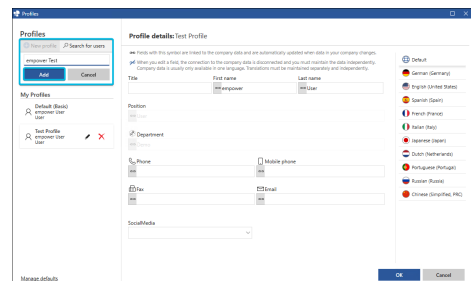 Profiles
Profiles
New profile
Search for users
empower Test
Add
Cancel
My Profiles
Default (Basic)
empower User
User
Test Profile
empower User
User
Manage defaults
Profile details: Test Profile
Fields with this symbol are linked to the company data and are automatically updated when data in your company changes.
When you edit a field, the connection to the company data is disconnected and you must maintain the data independently.
Company data is usually only available in one language. Translations must be maintained separately and independently.
Title
First name
Last name
empower
User
Position
Department
Phone
Mobile phone
Fax
Email
SocialMedia
Default
German (Germany)
English (United States)
Spanish (Spain)
French (France)
Italian (Italy)
Japanese (Japan)
Dutch (Netherlands)
Portuguese (Portugal)
Russian (Russia)
Chinese (Simplified, PRC)
OK
Cancel